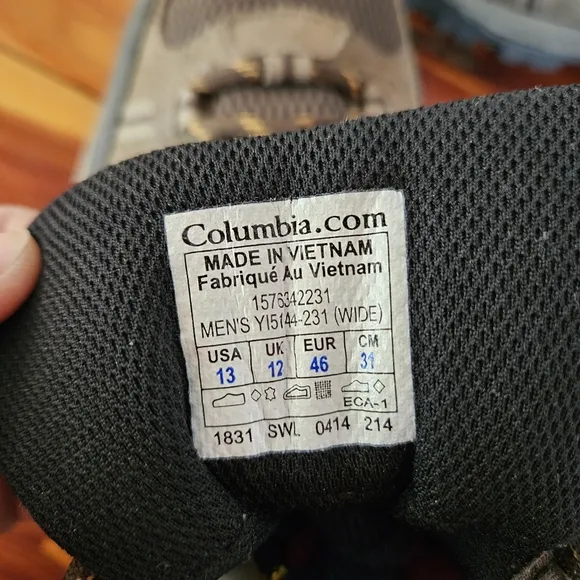 Columbia.com
MADE IN VIETNAM
Fabriqué Au Vietnam
1576342231
MEN'S YI5144-231 (WIDE)
USA UK EUR CM
13 12 46 31
ECA-1
1831 SWL 0414 214